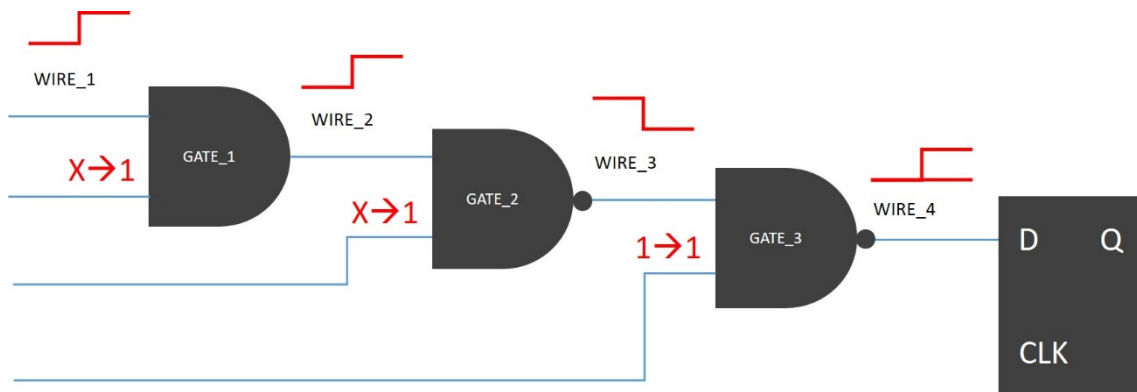 WIRE_1
WIRE_2
GATE_1
X→1
WIRE_3
GATE_2
X→1
WIRE_4
GATE_3
1→1
D Q
CLK